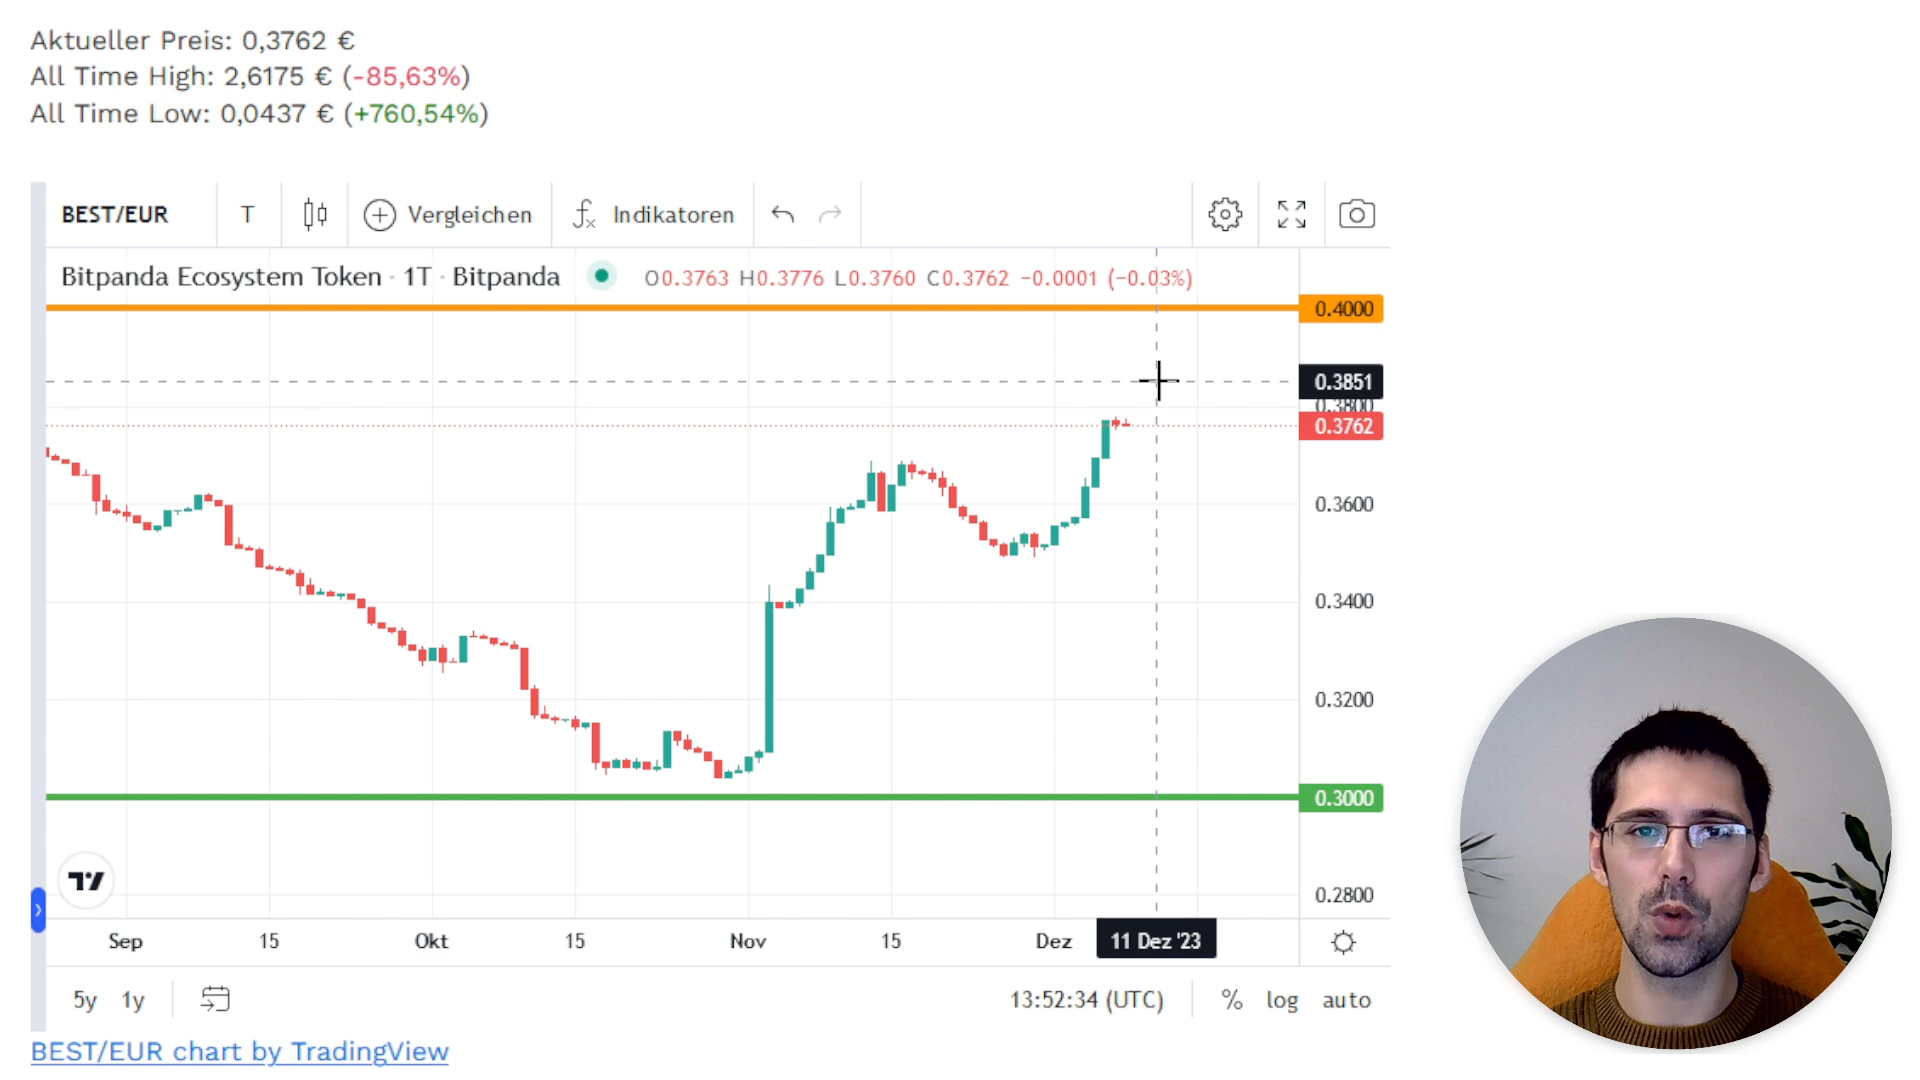 Aktueller Preis: 0,3762 €
All Time High: 2,6175 € (-85,63%)
All Time Low: 0,0437 € (+760,54%)
BEST/EUR T Vergleichen Indikatoren
Bitpanda Ecosystem Token · 1T · Bitpanda O0.3763 H0.3776 L0.3760 C0.3762 −0.0001 (−0.03%)
0.4000
0.3851
0.3800
0.3762
0.3600
0.3400
0.3200
0.3000
0.2800
Sep 15 Okt 15 Nov 15 Dez 11 Dez '23
5y 1y 13:52:34 (UTC) % log auto
BEST/EUR chart by TradingView